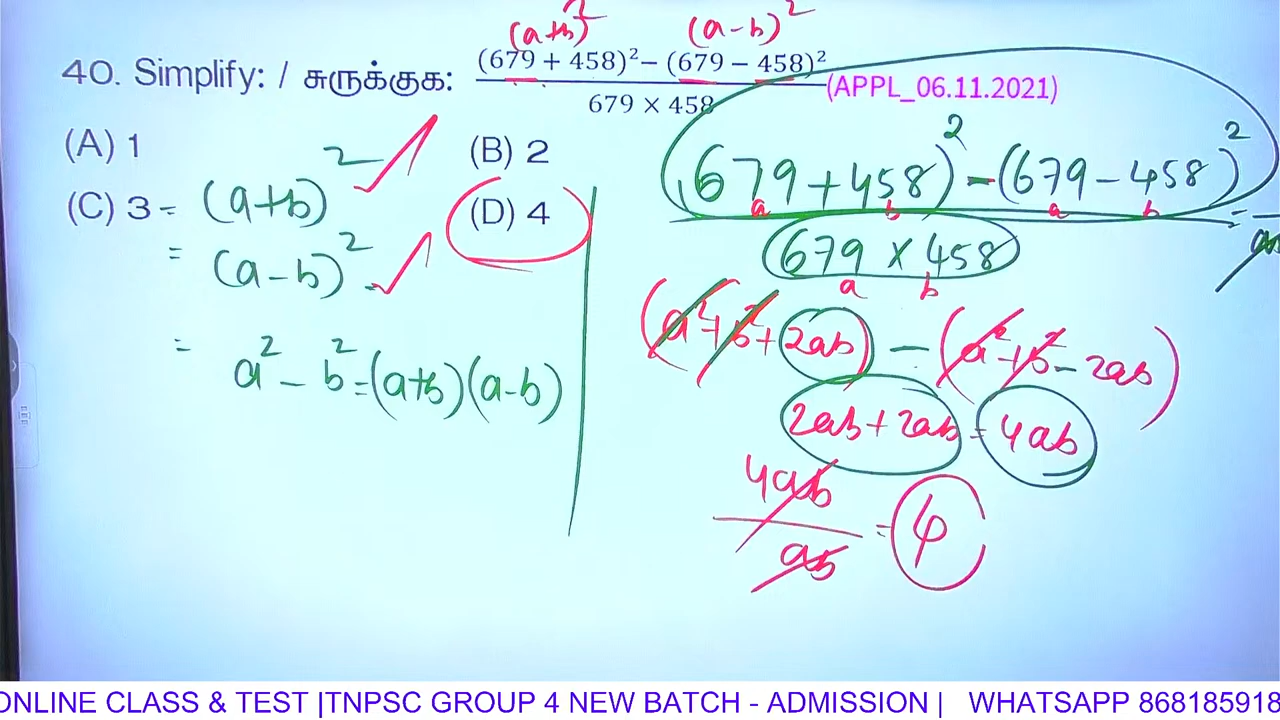 (a+b)² (a-b)²
40. Simplify: / சுருக்குக: (679 + 458)² – (679 – 458)² / 679 × 458
(APPL_06.11.2021)
(A) 1 (B) 2
(C) 3 (D) 4
= (a+b)²
= (a-b)²
= a² - b² = (a+b)(a-b)
(679+458)² - (679-458)² =
a b a b
(679 × 458)
a b
(a²+b²+2ab) - (a²+b²-2ab)
2ab+2ab = 4ab
4ab
ab
= 4
ONLINE CLASS & TEST |TNPSC GROUP 4 NEW BATCH - ADMISSION | WHATSAPP 868185918